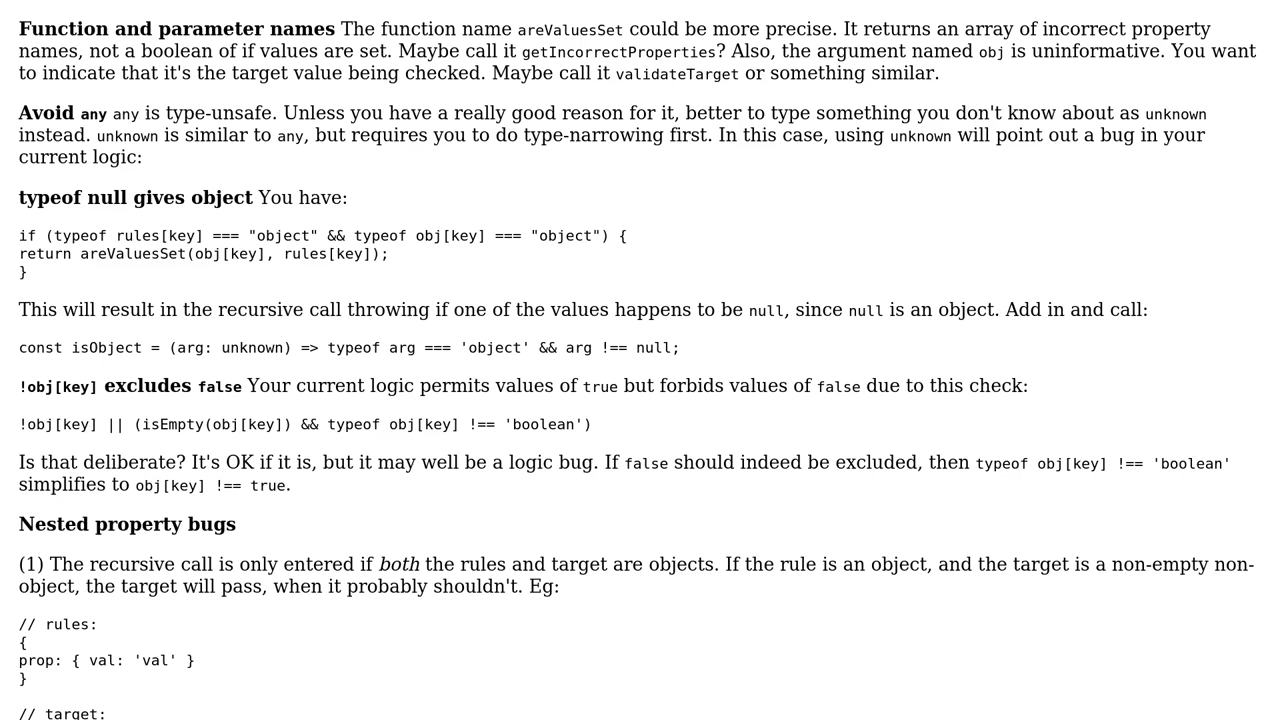 Function and parameter names The function name areValuesSet could be more precise. It returns an array of incorrect property
names, not a boolean of if values are set. Maybe call it getIncorrectProperties? Also, the argument named obj is uninformative. You want
to indicate that it's the target value being checked. Maybe call it validateTarget or something similar.
Avoid any any is type-unsafe. Unless you have a really good reason for it, better to type something you don't know about as unknown
instead. unknown is similar to any, but requires you to do type-narrowing first. In this case, using unknown will point out a bug in your
current logic:
typeof null gives object You have:
if (typeof rules[key] === "object" && typeof obj[key] === "object") {
return areValuesSet(obj[key], rules[key]);
}
This will result in the recursive call throwing if one of the values happens to be null, since null is an object. Add in and call:
const isObject = (arg: unknown) => typeof arg === 'object' && arg !== null;
!obj[key] excludes false Your current logic permits values of true but forbids values of false due to this check:
!obj[key] || (isEmpty(obj[key]) && typeof obj[key] !== 'boolean')
Is that deliberate? It's OK if it is, but it may well be a logic bug. If false should indeed be excluded, then typeof obj[key] !== 'boolean'
simplifies to obj[key] !== true.
Nested property bugs
(1) The recursive call is only entered if both the rules and target are objects. If the rule is an object, and the target is a non-empty non-
object, the target will pass, when it probably shouldn't. Eg:
// rules:
{
prop: { val: 'val' }
}
// target: